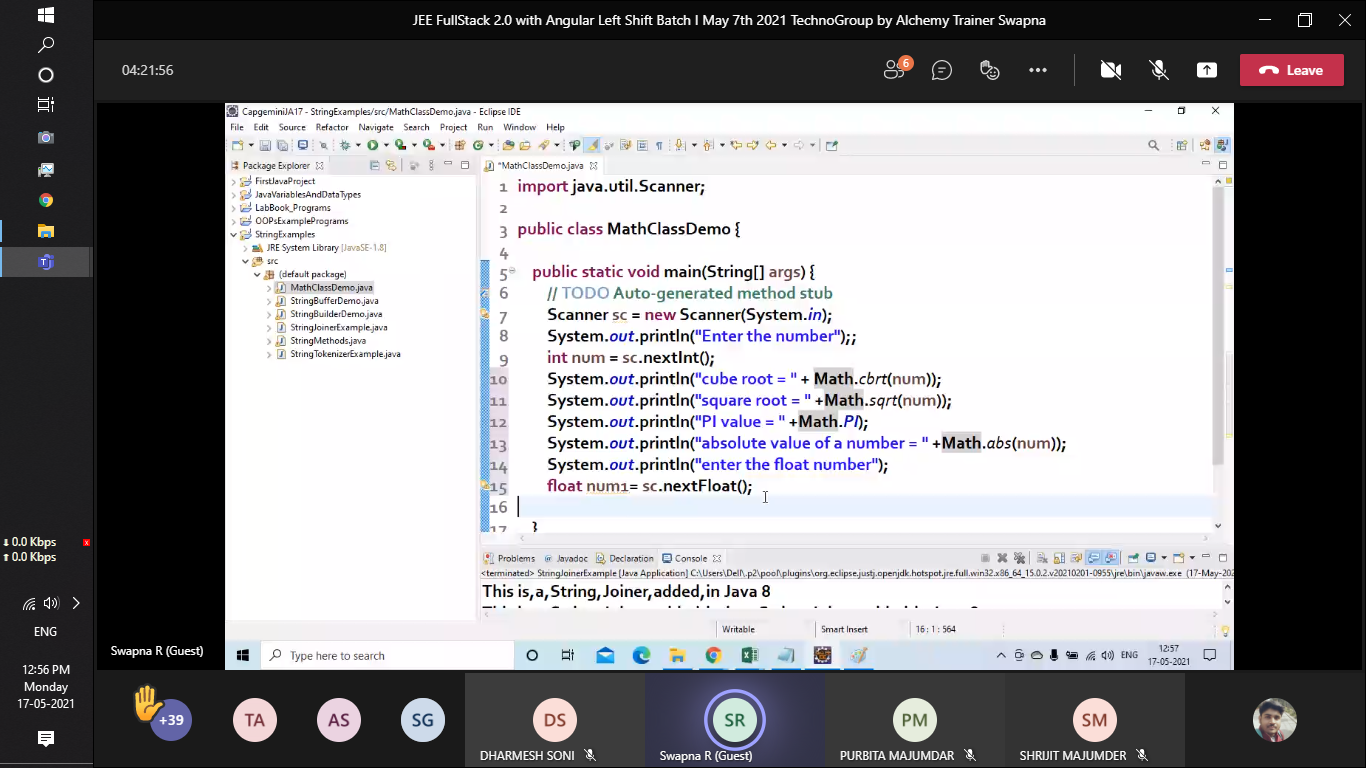 JEE FullStack 2.0 with Angular Left Shift Batch I May 7th 2021 TechnoGroup by Alchemy Trainer Swapna
04:21:56
6
Leave
CapgeminiJA17 - StringExamples/src/MathClassDemo.java - Eclipse IDE
File Edit Source Refactor Navigate Search Project Run Window Help
Package Explorer
*MathClassDemo.java
FirstJavaProject
JavaVariablesAndDataTypes
LabBook_Programs
OOPsExamplePrograms
StringExamples
JRE System Library [JavaSE-1.8]
src
(default package)
MathClassDemo.java
StringBufferDemo.java
StringBuilderDemo.java
StringJoinerExample.java
StringMethods.java
StringTokenizerExample.java
1 import java.util.Scanner;
2
3 public class MathClassDemo {
4
5 public static void main(String[] args) {
6 // TODO Auto-generated method stub
7 Scanner sc = new Scanner(System.in);
8 System.out.println("Enter the number");;
9 int num = sc.nextInt();
10 System.out.println("cube root = " + Math.cbrt(num));
11 System.out.println("square root = " +Math.sqrt(num));
12 System.out.println("PI value = " +Math.PI);
13 System.out.println("absolute value of a number = " +Math.abs(num));
14 System.out.println("enter the float number");
15 float num1= sc.nextFloat();
16
17 }
Problems Javadoc Declaration Console
<terminated> StringJoinerExample [Java Application] C:\Users\Dell\.p2\pool\plugins\org.eclipse.justj.openjdk.hotspot.jre.full.win32.x86_64_15.0.2.v20210201-0955\jre\bin\javaw.exe (17-May-202
This is,a,String,Joiner,added,in Java 8
Writable Smart Insert 16 : 1 : 564
Type here to search
ENG
12:57
17-05-2021
Swapna R (Guest)
0.0 Kbps
0.0 Kbps
ENG
12:56 PM
Monday
17-05-2021
+39
TA
AS
SG
DS
DHARMESH SONI
SR
Swapna R (Guest)
PM
PURBITA MAJUMDAR
SM
SHRIJIT MAJUMDER